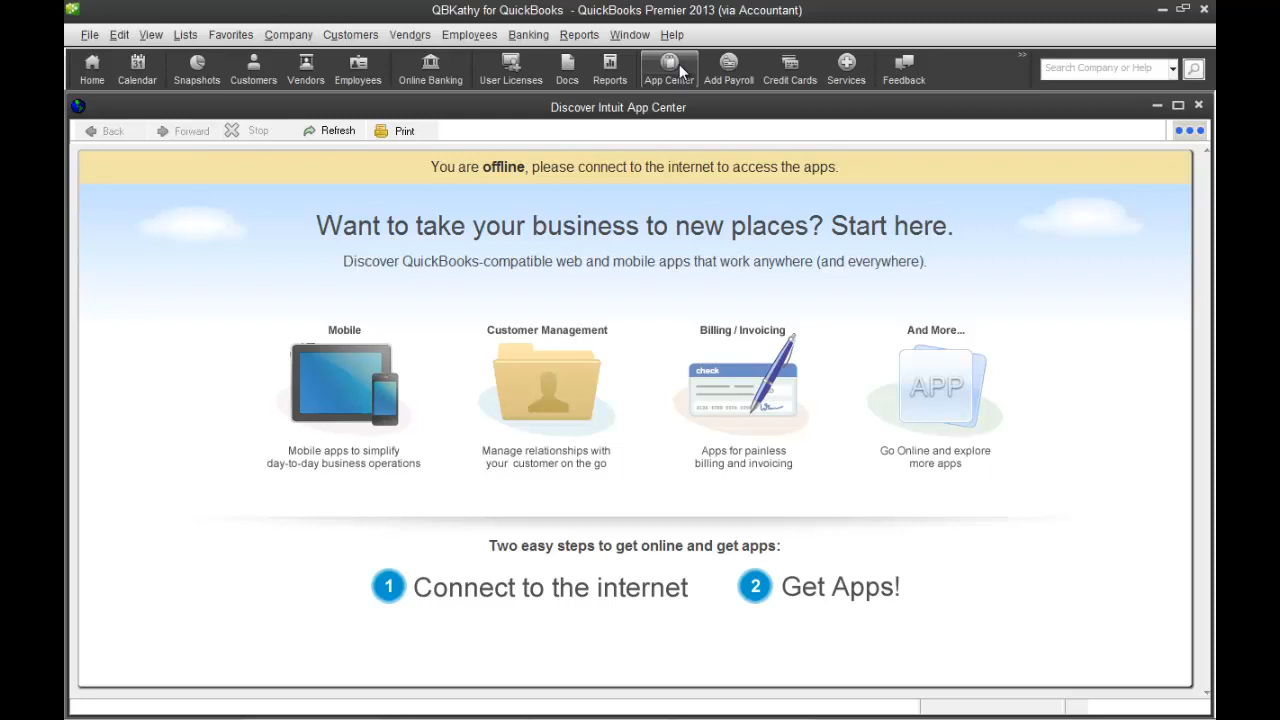 QBKathy for QuickBooks - QuickBooks Premier 2013 (via Accountant)
File Edit View Lists Favorites Company Customers Vendors Employees Banking Reports Window Help
Home Calendar Snapshots Customers Vendors Employees Online Banking User Licenses Docs Reports App Center Add Payroll Credit Cards Services Feedback Search Company or Help
Discover Intuit App Center
Back Forward Stop Refresh Print
You are offline, please connect to the internet to access the apps.
Want to take your business to new places? Start here.
Discover QuickBooks-compatible web and mobile apps that work anywhere (and everywhere).
Mobile Customer Management Billing / Invoicing And More...
check
APP
Mobile apps to simplify
day-to-day business operations
Manage relationships with
your customer on the go
Apps for painless
billing and invoicing
Go Online and explore
more apps
Two easy steps to get online and get apps:
1 Connect to the internet 2 Get Apps!